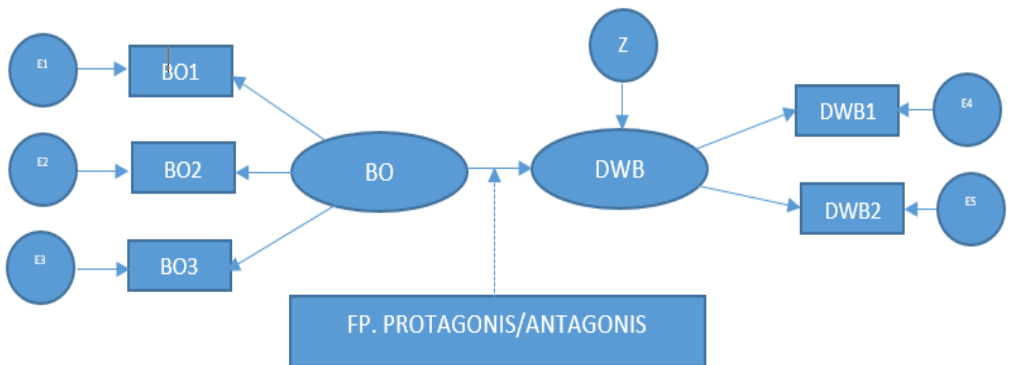 E1
BO1
E2
BO2
E3
BO3
BO
Z
DWB
DWB1
E4
DWB2
E5
FP. PROTAGONIS/ANTAGONIS